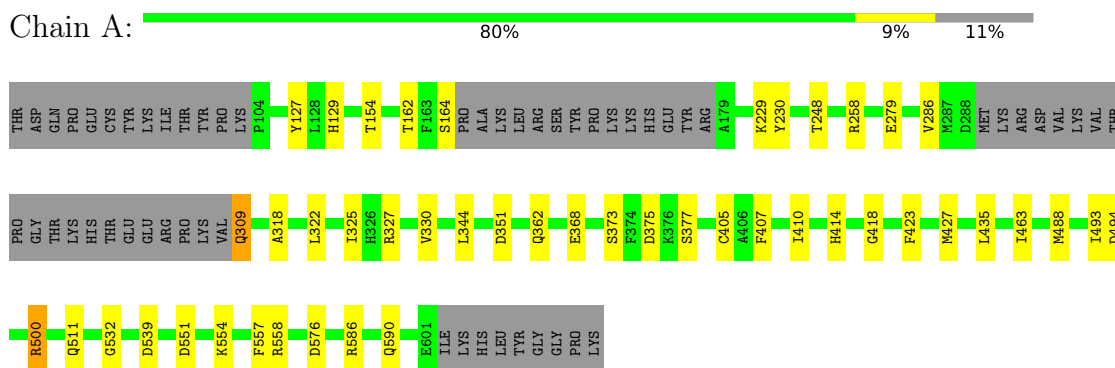 Chain A:
80% 9% 11%
THR ASP GLN PRO GLU CYS TYR LYS ILE THR TYR PRO LYS P104 Y127 L128 H129 T154 T162 F163 S164 PRO ALA LYS LEU ARG SER TYR PRO LYS LYS HIS GLU TYR ARG A179 K229 Y230 T248 R258 E279 V286 M287 D288 MET LYS ARG ASP VAL LYS VAL THR
PRO GLY THR LYS HIS THR GLU GLU ARG PRO LYS VAL Q309 A318 L322 I325 H326 R327 V330 L344 D351 Q362 E368 S373 F374 D375 K376 S377 C405 A406 F407 I410 H414 G418 F423 M427 L435 I463 M488 I493 D494
R500 Q511 G532 D539 D551 K554 F557 R558 D576 R586 Q590 E601 ILE LYS HIS LEU TYR GLY GLY PRO LYS